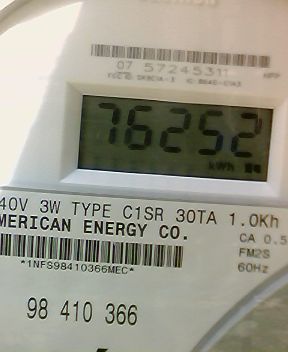 07 57245311
76252
kWh
40V 3W TYPE C1SR 30TA 1.0Kh
MERICAN ENERGY CO.
CA 0.5
FM2S
*1NFS98410366MEC*
60Hz
98 410 366